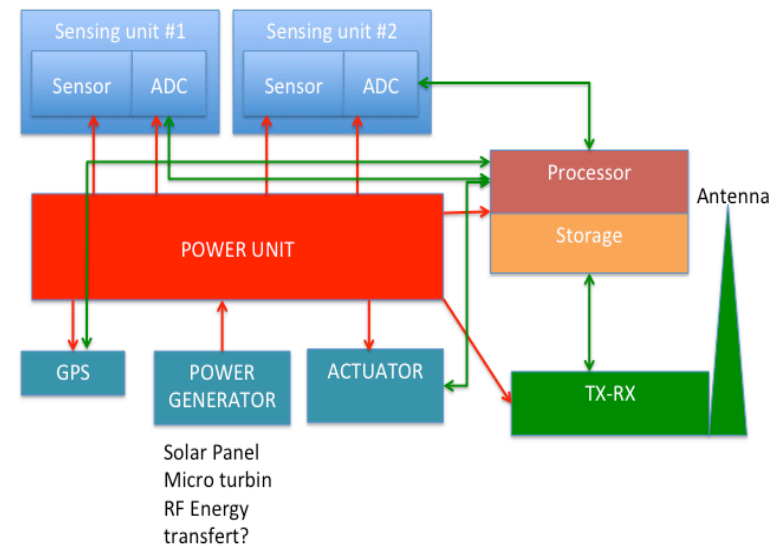 Sensing unit #1
Sensing unit #2
Sensor
ADC
Sensor
ADC
Processor
Antenna
Storage
POWER UNIT
GPS
POWER
GENERATOR
ACTUATOR
TX-RX
Solar Panel
Micro turbin
RF Energy
transfert?